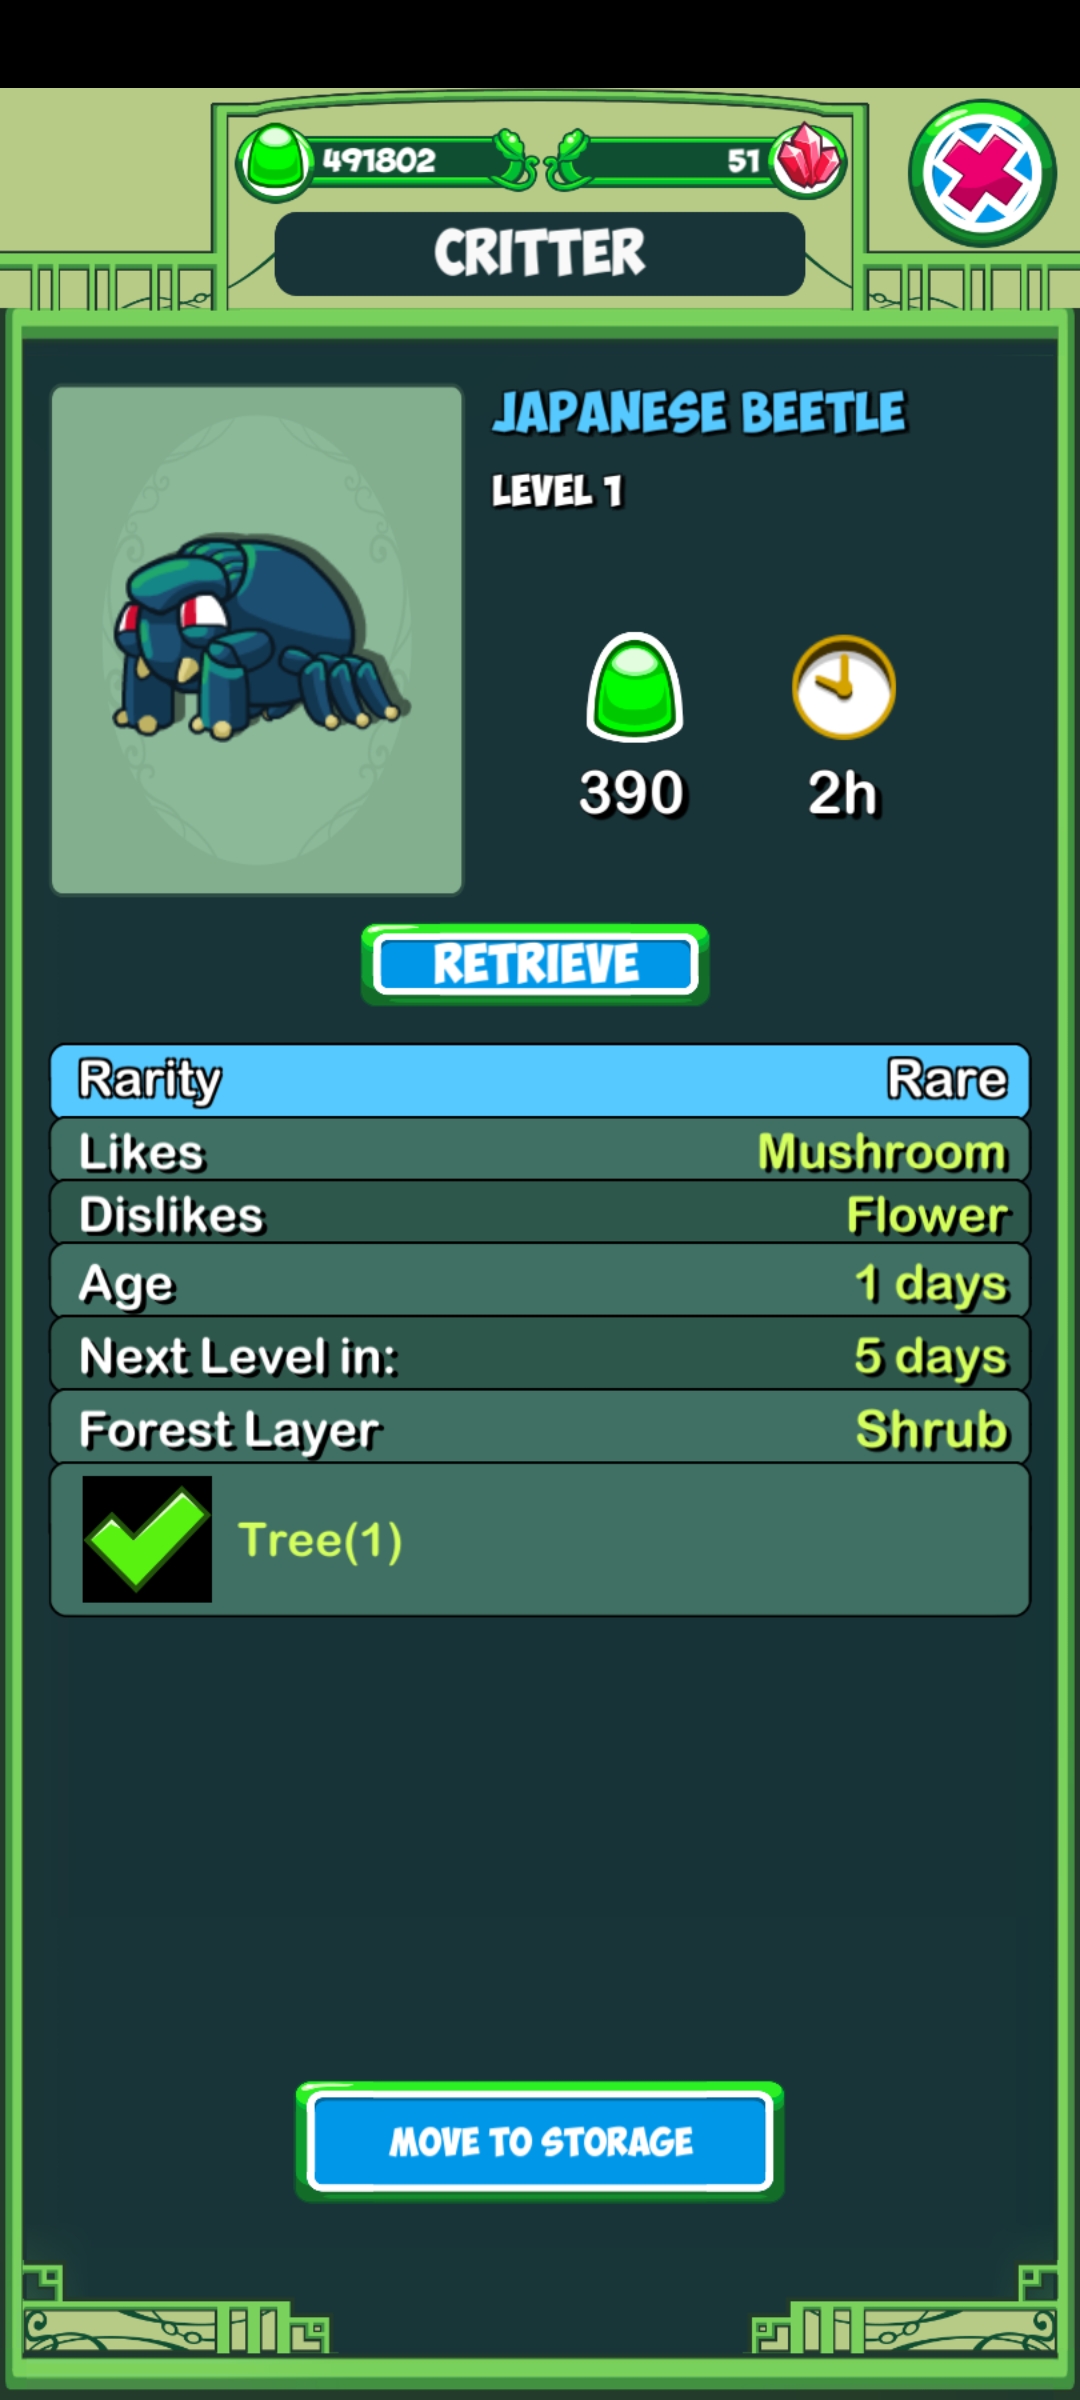 491802
51
CRITTER
JAPANESE BEETLE
LEVEL 1
390
2h
RETRIEVE
Rarity Rare
Likes Mushroom
Dislikes Flower
Age 1 days
Next Level in: 5 days
Forest Layer Shrub
Tree(1)
MOVE TO STORAGE